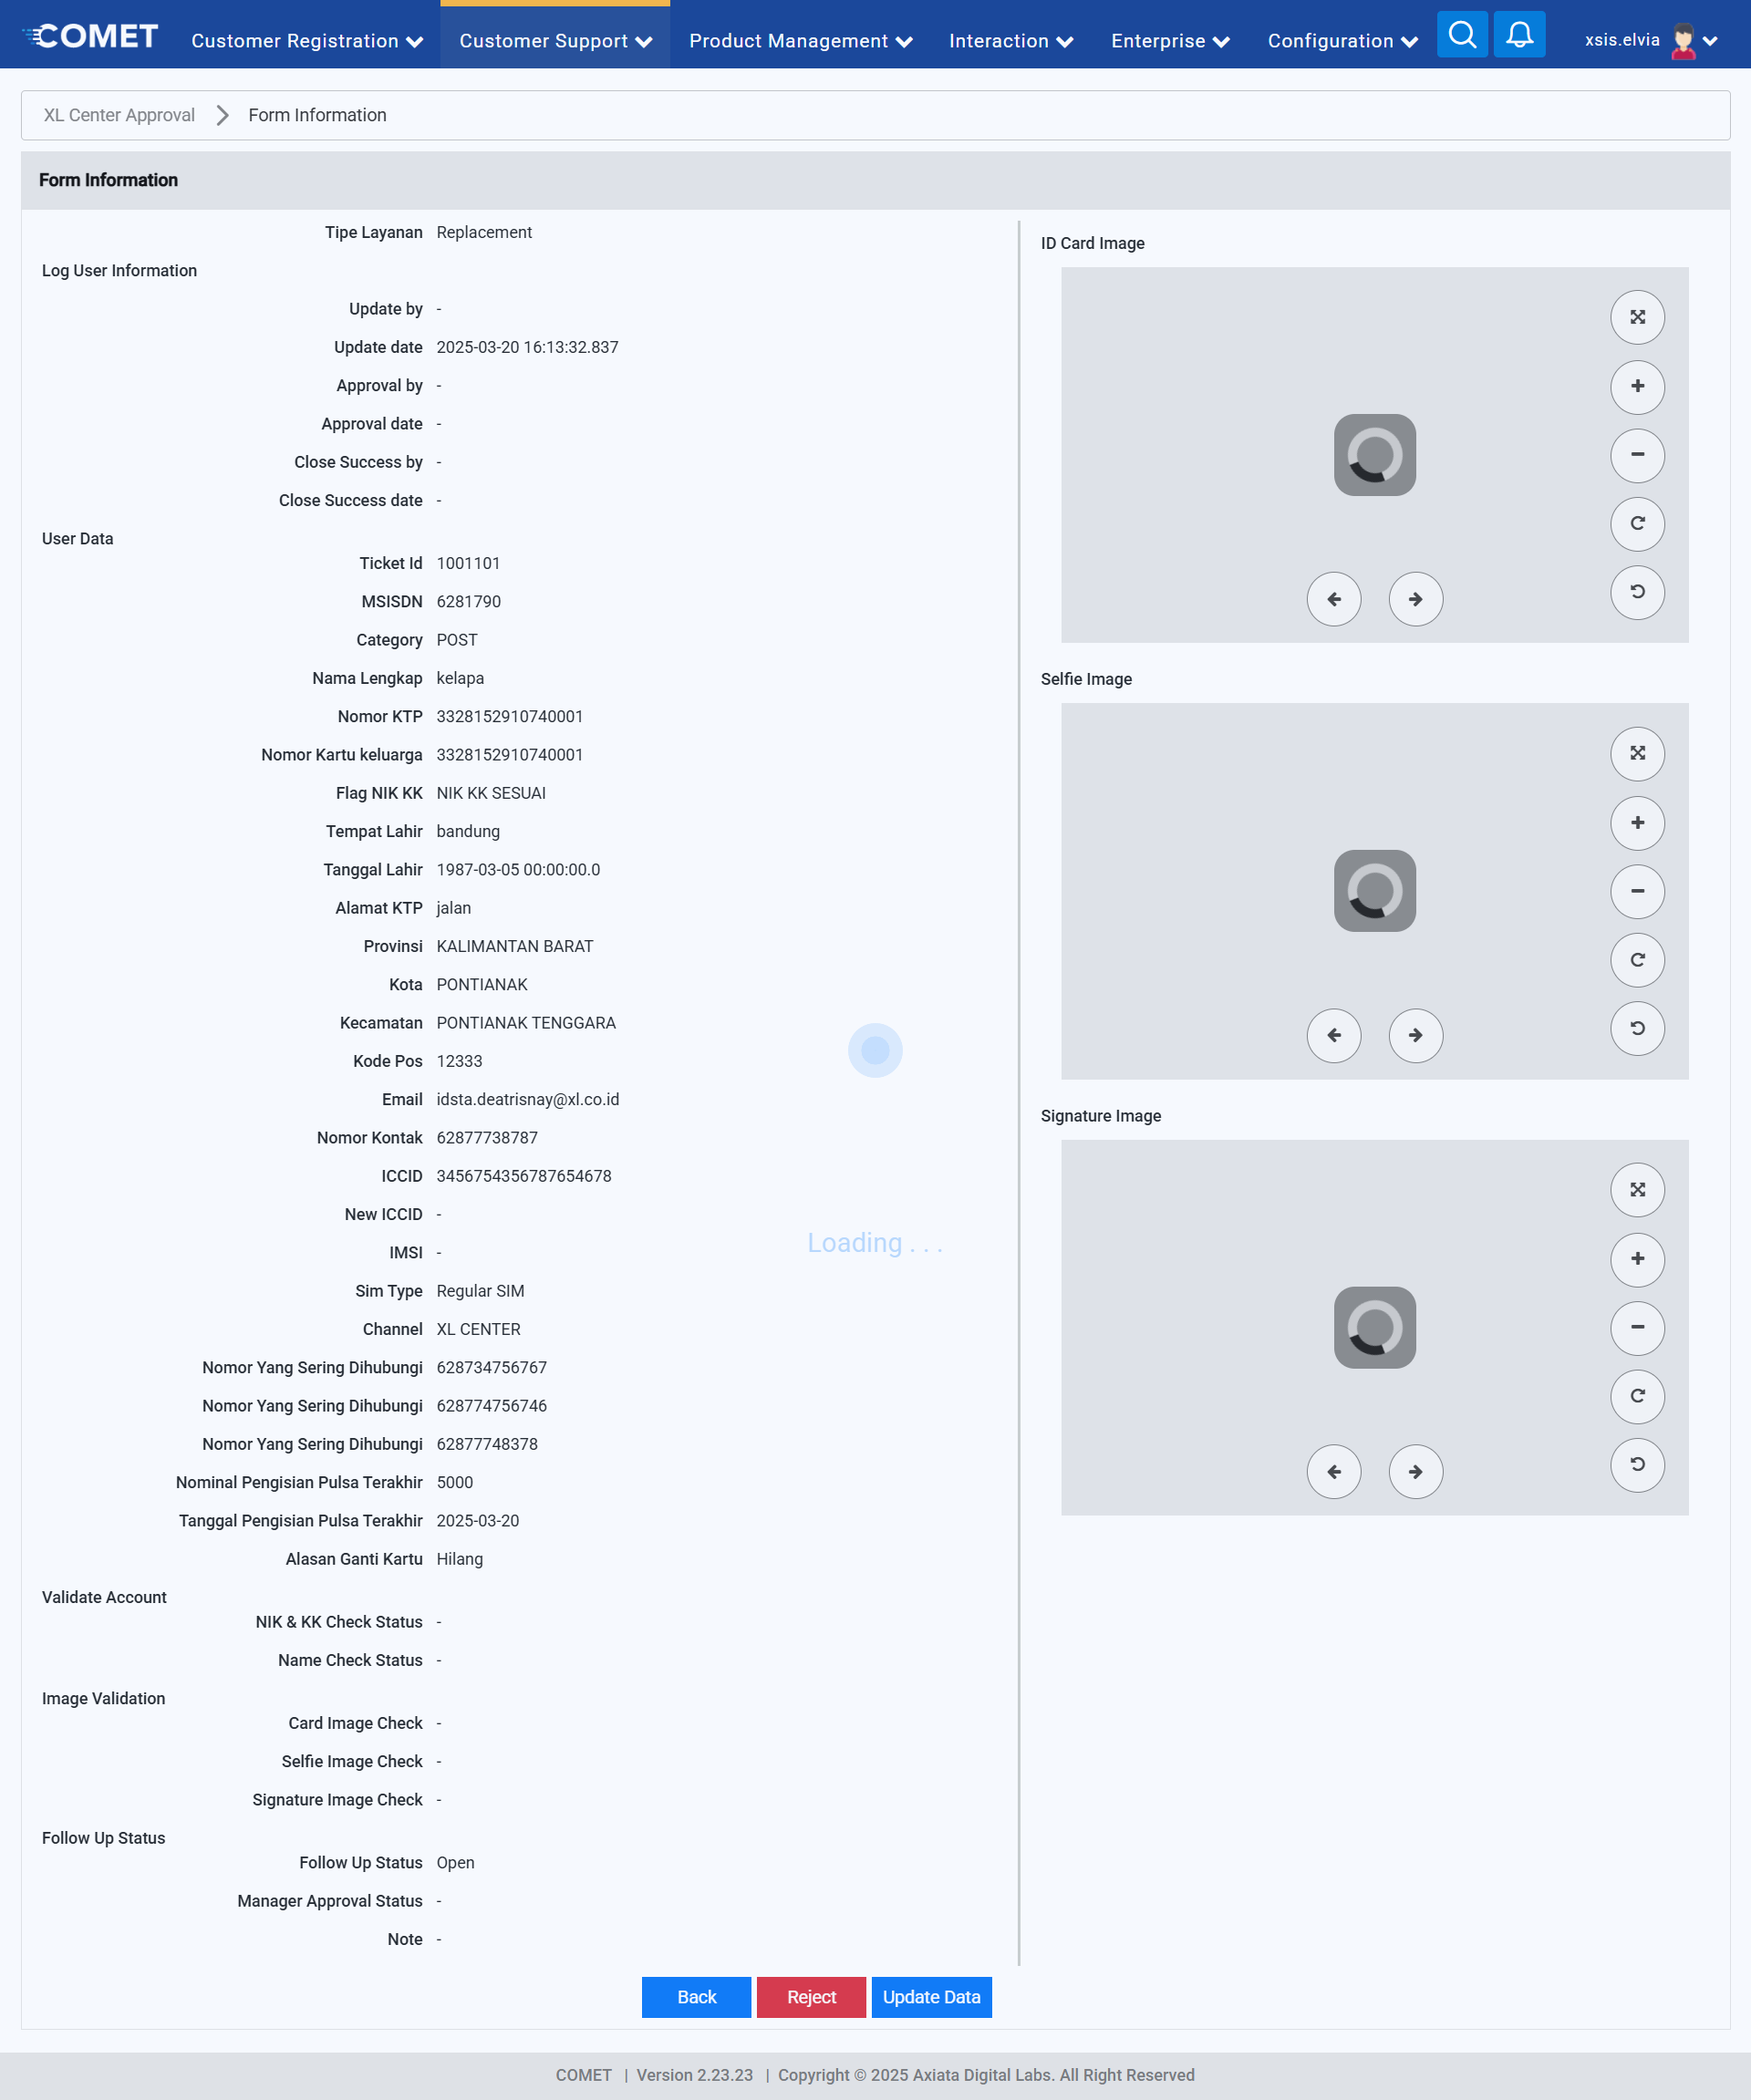 COMET
Customer Registration Customer Support Product Management Interaction Enterprise Configuration xsis.elvia
XL Center Approval Form Information
Form Information
Tipe Layanan Replacement
Log User Information
Update by -
Update date 2025-03-20 16:13:32.837
Approval by -
Approval date -
Close Success by -
Close Success date -
User Data
Ticket Id 1001101
MSISDN 6281790
Category POST
Nama Lengkap kelapa
Nomor KTP 3328152910740001
Nomor Kartu keluarga 3328152910740001
Flag NIK KK NIK KK SESUAI
Tempat Lahir bandung
Tanggal Lahir 1987-03-05 00:00:00.0
Alamat KTP jalan
Provinsi KALIMANTAN BARAT
Kota PONTIANAK
Kecamatan PONTIANAK TENGGARA
Kode Pos 12333
Email idsta.deatrisnay@xl.co.id
Nomor Kontak 62877738787
ICCID 3456754356787654678
New ICCID -
IMSI -
Sim Type Regular SIM
Channel XL CENTER
Nomor Yang Sering Dihubungi 628734756767
Nomor Yang Sering Dihubungi 628774756746
Nomor Yang Sering Dihubungi 62877748378
Nominal Pengisian Pulsa Terakhir 5000
Tanggal Pengisian Pulsa Terakhir 2025-03-20
Alasan Ganti Kartu Hilang
Validate Account
NIK & KK Check Status -
Name Check Status -
Image Validation
Card Image Check -
Selfie Image Check -
Signature Image Check -
Follow Up Status
Follow Up Status Open
Manager Approval Status -
Note -
Loading . . .
ID Card Image
Selfie Image
Signature Image
Back Reject Update Data
COMET | Version 2.23.23 | Copyright © 2025 Axiata Digital Labs. All Right Reserved